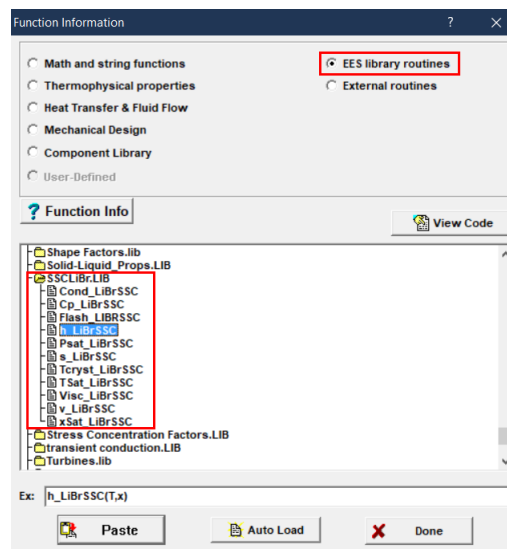 Function Information
Math and string functions
EES library routines
Thermophysical properties
External routines
Heat Transfer & Fluid Flow
Mechanical Design
Component Library
User-Defined
? Function Info
View Code
Shape Factors.lib
Solid-Liquid_Props.LIB
SSCLiBr.LIB
Cond_LiBrSSC
Cp_LiBrSSC
Flash_LIBRSSC
h_LiBrSSC
Psat_LiBrSSC
s_LiBrSSC
Tcryst_LiBrSSC
TSat_LiBrSSC
Visc_LiBrSSC
v_LiBrSSC
xSat_LiBrSSC
Stress Concentration Factors.LIB
transient conduction.LIB
Turbines.lib
Ex: h_LiBrSSC(T,x)
Paste
Auto Load
Done